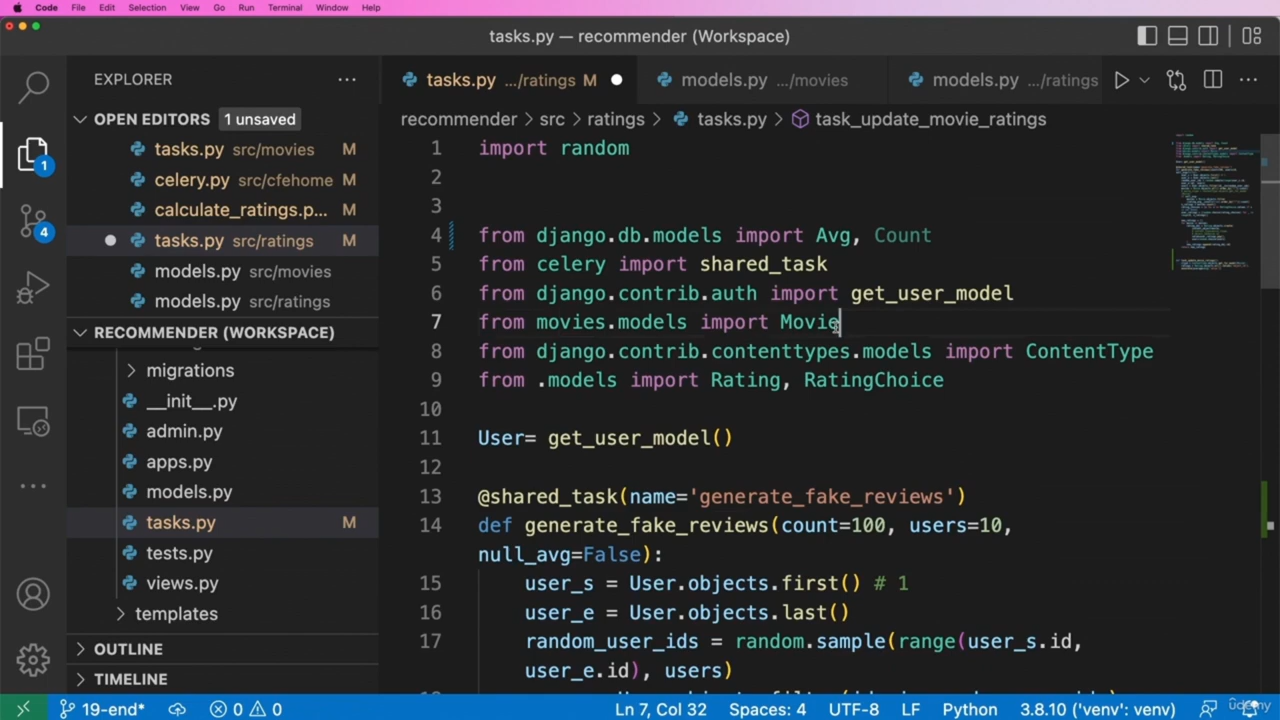 Code File Edit Selection View Go Run Terminal Window Help
tasks.py — recommender (Workspace)
EXPLORER
tasks.py .../ratings M
models.py .../movies
models.py .../ratings
OPEN EDITORS 1 unsaved
tasks.py src/movies M
celery.py src/cfehome M
calculate_ratings.p... M
tasks.py src/ratings M
models.py src/movies
models.py src/ratings
RECOMMENDER (WORKSPACE)
migrations
__init__.py
admin.py
apps.py
models.py
tasks.py M
tests.py
views.py
templates
OUTLINE
TIMELINE
1
4
recommender > src > ratings > tasks.py > task_update_movie_ratings
1 import random
2
3
4 from django.db.models import Avg, Count
5 from celery import shared_task
6 from django.contrib.auth import get_user_model
7 from movies.models import Movie
8 from django.contrib.contenttypes.models import ContentType
9 from .models import Rating, RatingChoice
10
11 User= get_user_model()
12
13 @shared_task(name='generate_fake_reviews')
14 def generate_fake_reviews(count=100, users=10,
null_avg=False):
15 user_s = User.objects.first() # 1
16 user_e = User.objects.last()
17 random_user_ids = random.sample(range(user_s.id,
user_e.id), users)
19-end* 0 0 Ln 7, Col 32 Spaces: 4 UTF-8 LF Python 3.8.10 ('venv': venv)
udemy